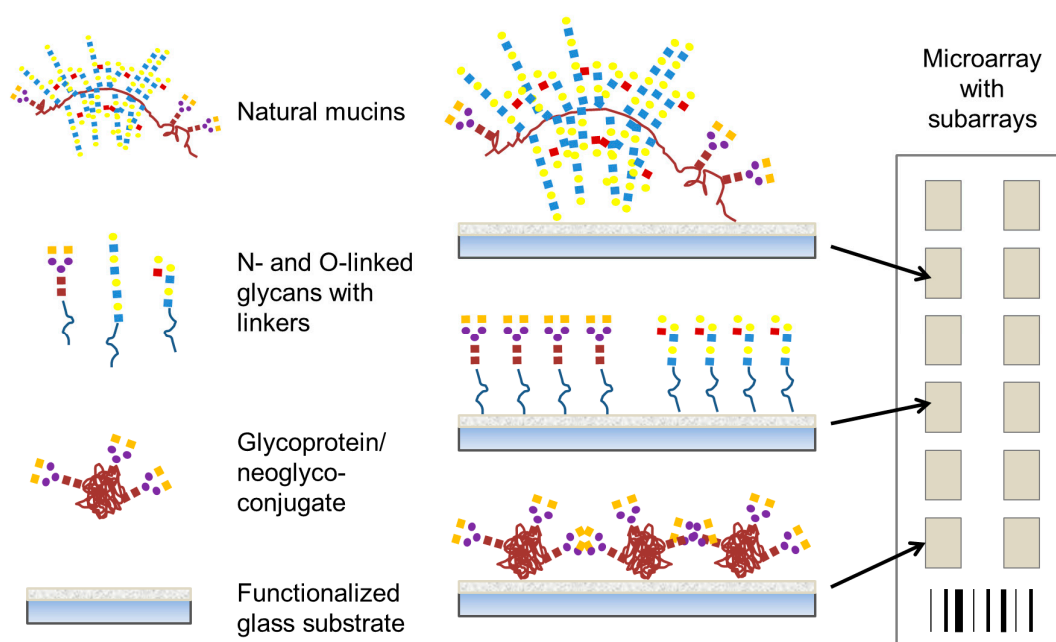 Natural mucins
N- and O-linked
glycans with
linkers
Glycoprotein/
neoglyco-
conjugate
Functionalized
glass substrate
Microarray
with
subarrays